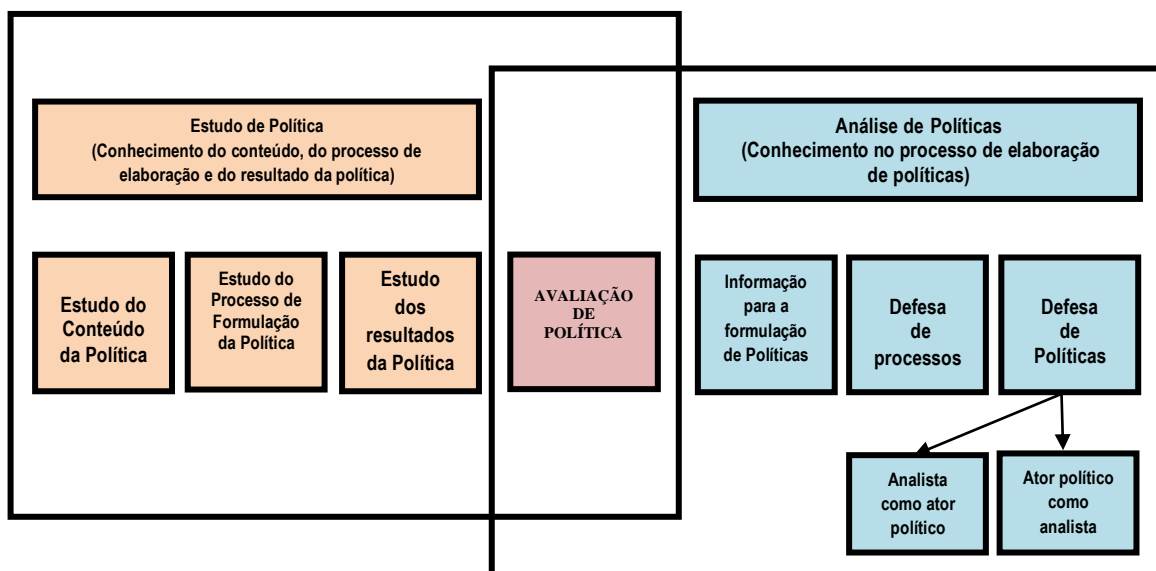 Estudo de Política
(Conhecimento do conteúdo, do processo de
elaboração e do resultado da política)
Análise de Políticas
(Conhecimento no processo de elaboração
de políticas)
Estudo do
Conteúdo
da Política
Estudo do
Processo de
Formulação
da Política
Estudo
dos
resultados
da Política
AVALIAÇÃO
DE
POLÍTICA
Informação
para a
formulação
de Políticas
Defesa
de
processos
Defesa
de
Políticas
Analista
como ator
político
Ator político
como
analista